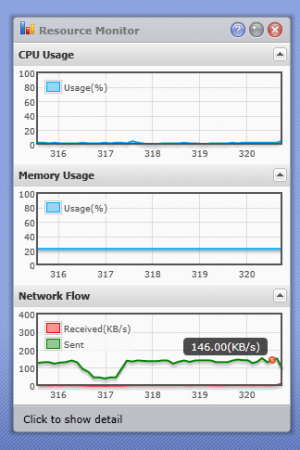 Resource Monitor
CPU Usage
100
80
60
40
20
0
Usage(%)
316 317 318 319 320
Memory Usage
100
80
60
40
20
0
Usage(%)
316 317 318 319 320
Network Flow
400
300
200
100
0
Received(KB/s)
Sent
146.00(KB/s)
316 317 318 319 320
Click to show detail